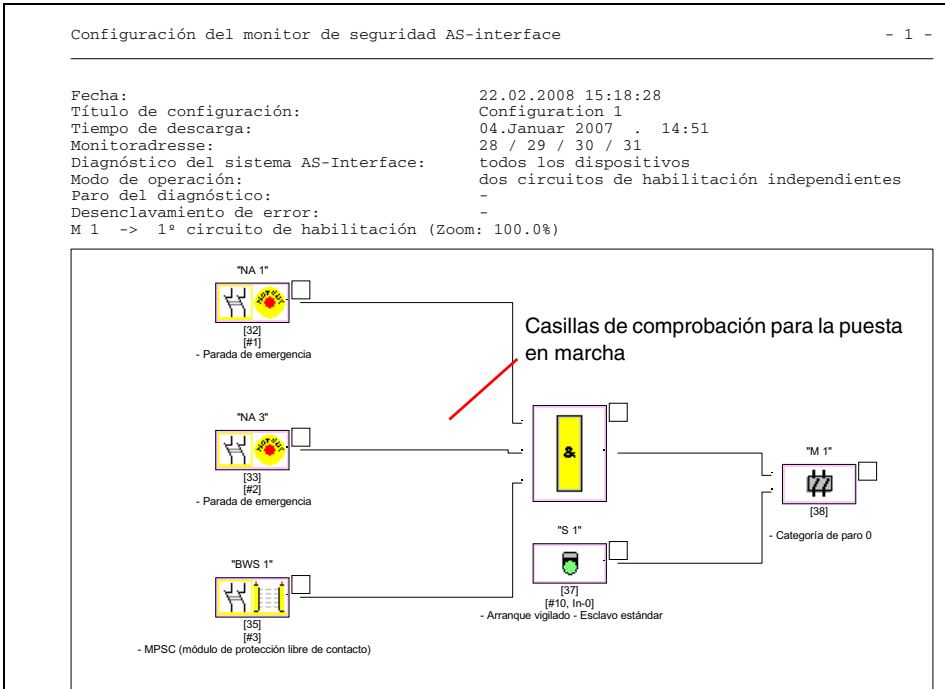 Configuración del monitor de seguridad AS-interface - 1 -
Fecha: 22.02.2008 15:18:28
Título de configuración: Configuration 1
Tiempo de descarga: 04.Januar 2007 . 14:51
Monitoradresse: 28 / 29 / 30 / 31
Diagnóstico del sistema AS-Interface: todos los dispositivos
Modo de operación: dos circuitos de habilitación independientes
Paro del diagnóstico: -
Desenclavamiento de error: -
M 1 -> 1º circuito de habilitación (Zoom: 100.0%)
"NA 1"
[32]
[#1]
- Parada de emergencia
Casillas de comprobación para la puesta
en marcha
"NA 3"
[33]
[#2]
- Parada de emergencia
&
"M 1"
[38]
- Categoría de paro 0
"S 1"
[37]
[#10, In-0]
- Arranque vigilado - Esclavo estándar
"BWS 1"
[35]
[#3]
- MPSC (módulo de protección libre de contacto)